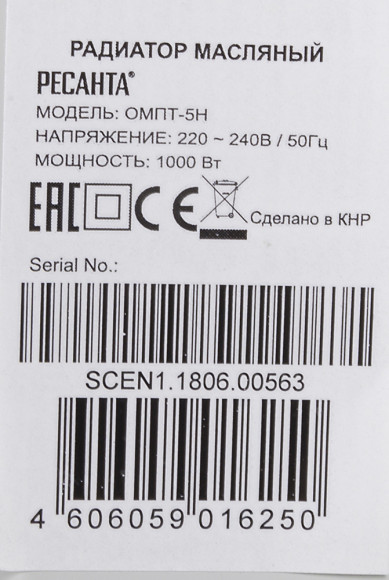 РАДИАТОР МАСЛЯНЫЙ
РЕСАНТА®
МОДЕЛЬ: ОМПТ-5Н
НАПРЯЖЕНИЕ: 220 ~ 240В / 50Гц
МОЩНОСТЬ: 1000 Вт
EAC CE Сделано в КНР
Serial No.:
SCEN1.1806.00563
4 606059 016250